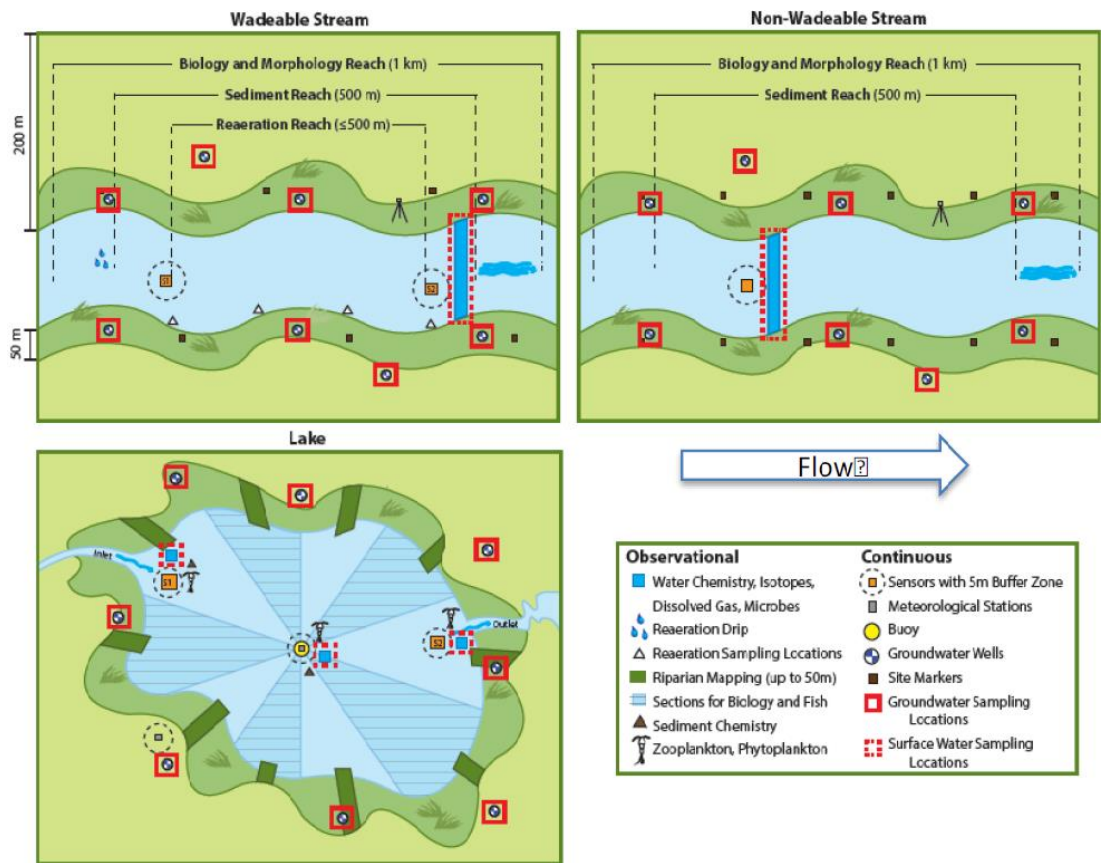 Wadeable Stream
Biology and Morphology Reach (1 km)
Sediment Reach (500 m)
Reaeration Reach (≤500 m)
200 m
50 m
S1
S2
Non-Wadeable Stream
Biology and Morphology Reach (1 km)
Sediment Reach (500 m)
Lake
Inlet
S1
S2
Outlet
Flow
Observational
Water Chemistry, Isotopes,
Dissolved Gas, Microbes
Reaeration Drip
Reaeration Sampling Locations
Riparian Mapping (up to 50m)
Sections for Biology and Fish
Sediment Chemistry
Zooplankton, Phytoplankton
Continuous
Sensors with 5m Buffer Zone
Meteorological Stations
Buoy
Groundwater Wells
Site Markers
Groundwater Sampling
Locations
Surface Water Sampling
Locations